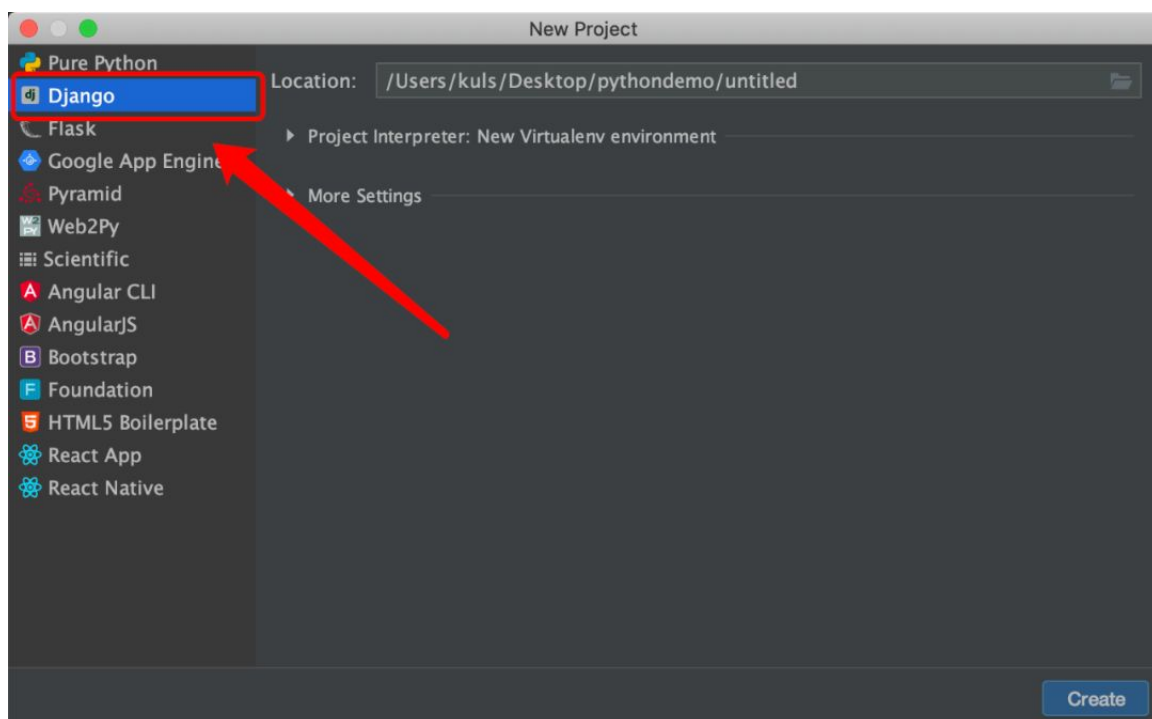 New Project
Pure Python
Django
Flask
Google App Engine
Pyramid
Web2Py
Scientific
Angular CLI
AngularJS
Bootstrap
Foundation
HTML5 Boilerplate
React App
React Native
Location: /Users/kuls/Desktop/pythondemo/untitled
Project Interpreter: New Virtualenv environment
More Settings
Create